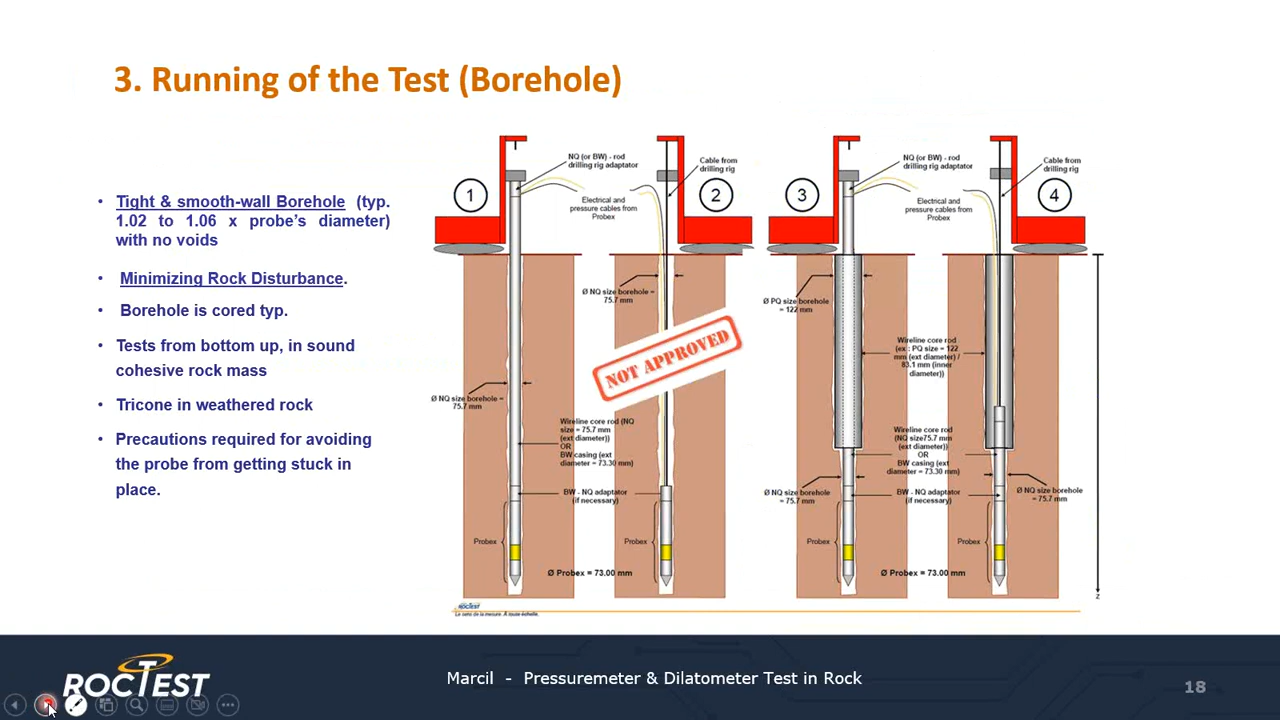 3. Running of the Test (Borehole)
• Tight & smooth-wall Borehole (typ.
1.02 to 1.06 x probe's diameter)
with no voids
• Minimizing Rock Disturbance.
• Borehole is cored typ.
• Tests from bottom up, in sound
cohesive rock mass
• Tricone in weathered rock
• Precautions required for avoiding
the probe from getting stuck in
place.
1
NQ (or BW) - rod
drilling rig adaptator
Electrical and
pressure cables from
Probex
Cable from
drilling rig
2
Ø NQ size borehole =
75.7 mm
NOT APPROVED
Ø NQ size borehole =
75.7 mm
Wireline core rod (NQ
size = 75.7 mm
(ext diameter))
OR
BW casing (ext
diameter = 73.30 mm)
BW - NQ adaptator
(if necessary)
Probex
Probex
Ø Probex = 73.00 mm
3
NQ (or BW) - rod
drilling rig adaptator
Electrical and
pressure cables from
Probex
Cable from
drilling rig
4
Ø PQ size borehole
= 122 mm
Wireline core rod
(ex : PQ size = 122
mm (ext diameter) /
83.1 mm (inner
diameter))
Wireline core rod
(NQ size75.7 mm
(ext diameter)
OR
BW casing (ext
diameter = 73.30 mm)
Ø NQ size borehole
= 75.7 mm
BW - NQ adaptator
(if necessary)
Ø NQ size borehole
= 75.7 mm
Probex
Probex
Ø Probex = 73.00 mm
Z
ROCTEST
Le sens de la mesure. À toute échelle.
ROCTEST
Marcil - Pressuremeter & Dilatometer Test in Rock
18